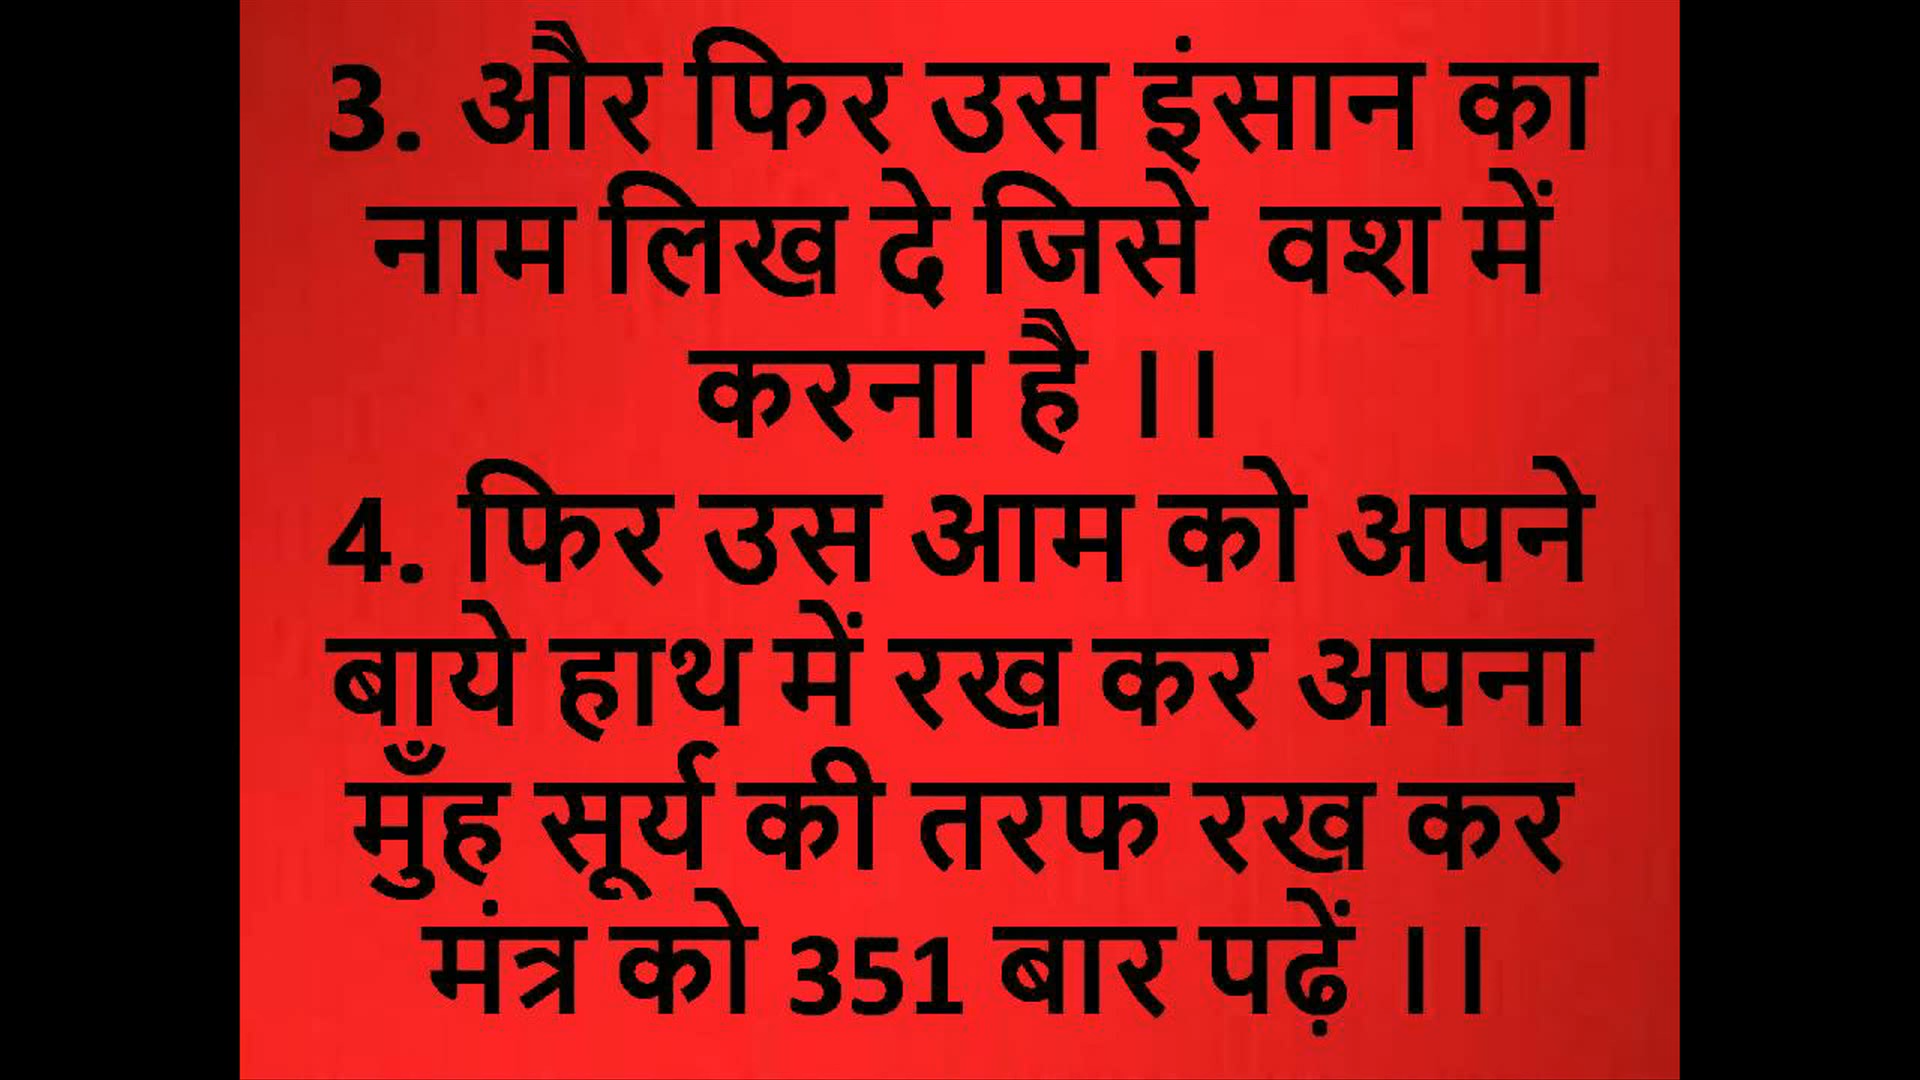 3. और फिर उस इंसान का
नाम लिख दे जिसे वश में
करना है ।।
4. फिर उस आम को अपने
बाये हाथ में रख कर अपना
मुँह सूर्य की तरफ रख कर
मंत्र को 351 बार पढ़ें ।।